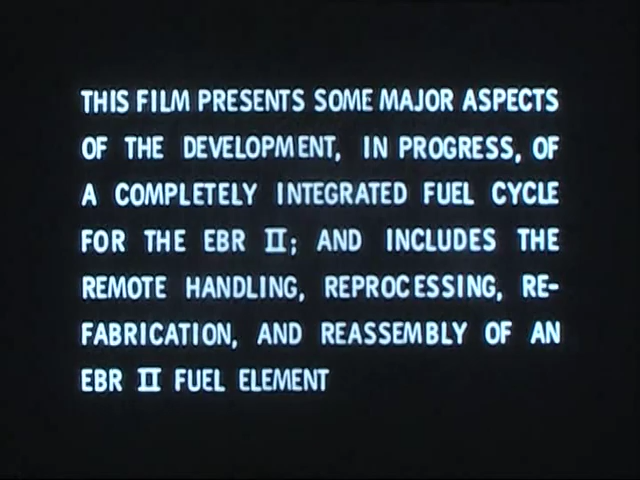 THIS FILM PRESENTS SOME MAJOR ASPECTS
OF THE DEVELOPMENT, IN PROGRESS, OF
A COMPLETELY INTEGRATED FUEL CYCLE
FOR THE EBR II; AND INCLUDES THE
REMOTE HANDLING, REPROCESSING, RE-
FABRICATION, AND REASSEMBLY OF AN
EBR II FUEL ELEMENT